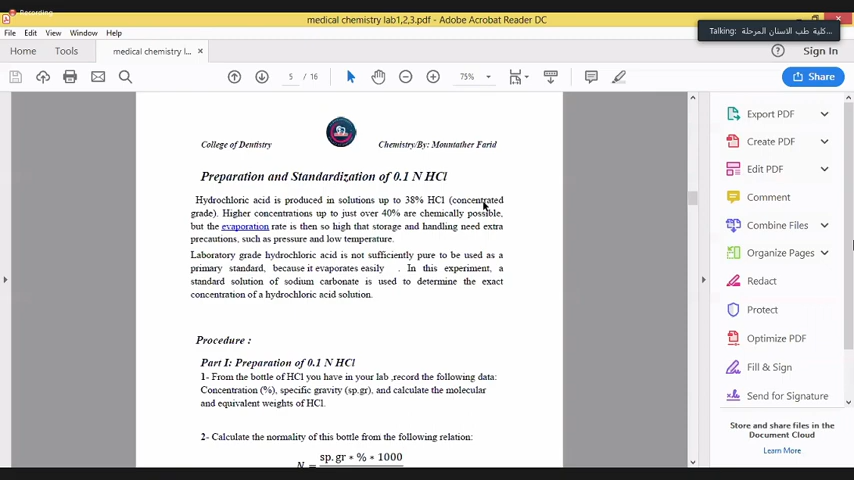 Recording
medical chemistry lab1,2,3.pdf - Adobe Acrobat Reader DC
Talking: كلية طب الاسنان المرحلة...
File Edit View Window Help
Home Tools medical chemistry l... × Sign In
5 / 16 75% Share
College of Dentistry Chemistry/By: Mountather Farid
Preparation and Standardization of 0.1 N HCl
Hydrochloric acid is produced in solutions up to 38% HCl (concentrated
grade). Higher concentrations up to just over 40% are chemically possible,
but the evaporation rate is then so high that storage and handling need extra
precautions, such as pressure and low temperature.
Laboratory grade hydrochloric acid is not sufficiently pure to be used as a
primary standard, because it evaporates easily . In this experiment, a
standard solution of sodium carbonate is used to determine the exact
concentration of a hydrochloric acid solution.
Procedure :
Part I: Preparation of 0.1 N HCl
1- From the bottle of HCl you have in your lab ,record the following data:
Concentration (%), specific gravity (sp.gr), and calculate the molecular
and equivalent weights of HCl.
2- Calculate the normality of this bottle from the following relation:
sp. gr * % * 1000
N =
Export PDF
Create PDF
Edit PDF
Comment
Combine Files
Organize Pages
Redact
Protect
Optimize PDF
Fill & Sign
Send for Signature
Store and share files in the
Document Cloud
Learn More